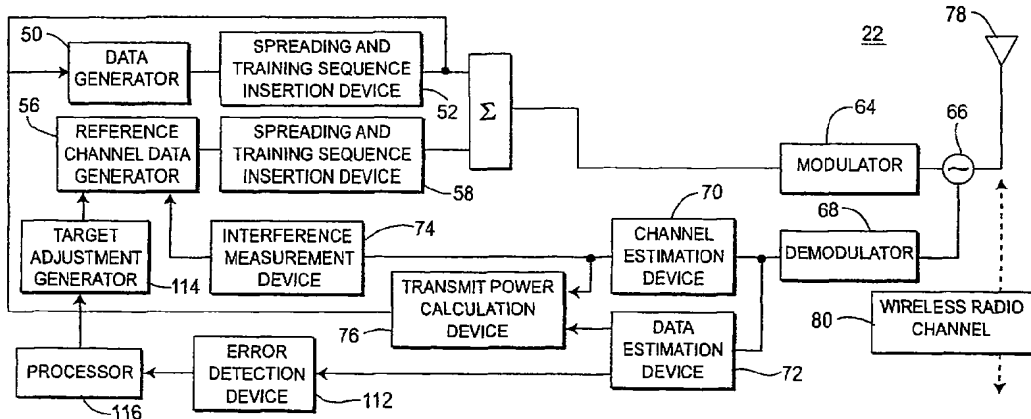 50
DATA
GENERATOR
SPREADING AND
TRAINING SEQUENCE
INSERTION DEVICE
52
22
78
56
REFERENCE
CHANNEL DATA
GENERATOR
SPREADING AND
TRAINING SEQUENCE
INSERTION DEVICE
58
Σ
64
MODULATOR
66
~
TARGET
ADJUSTMENT
GENERATOR
114
INTERFERENCE
MEASUREMENT
DEVICE
74
70
CHANNEL
ESTIMATION
DEVICE
68
DEMODULATOR
TRANSMIT POWER
CALCULATION
DEVICE
76
80
WIRELESS RADIO
CHANNEL
PROCESSOR
116
ERROR
DETECTION
DEVICE
112
DATA
ESTIMATION
DEVICE
72